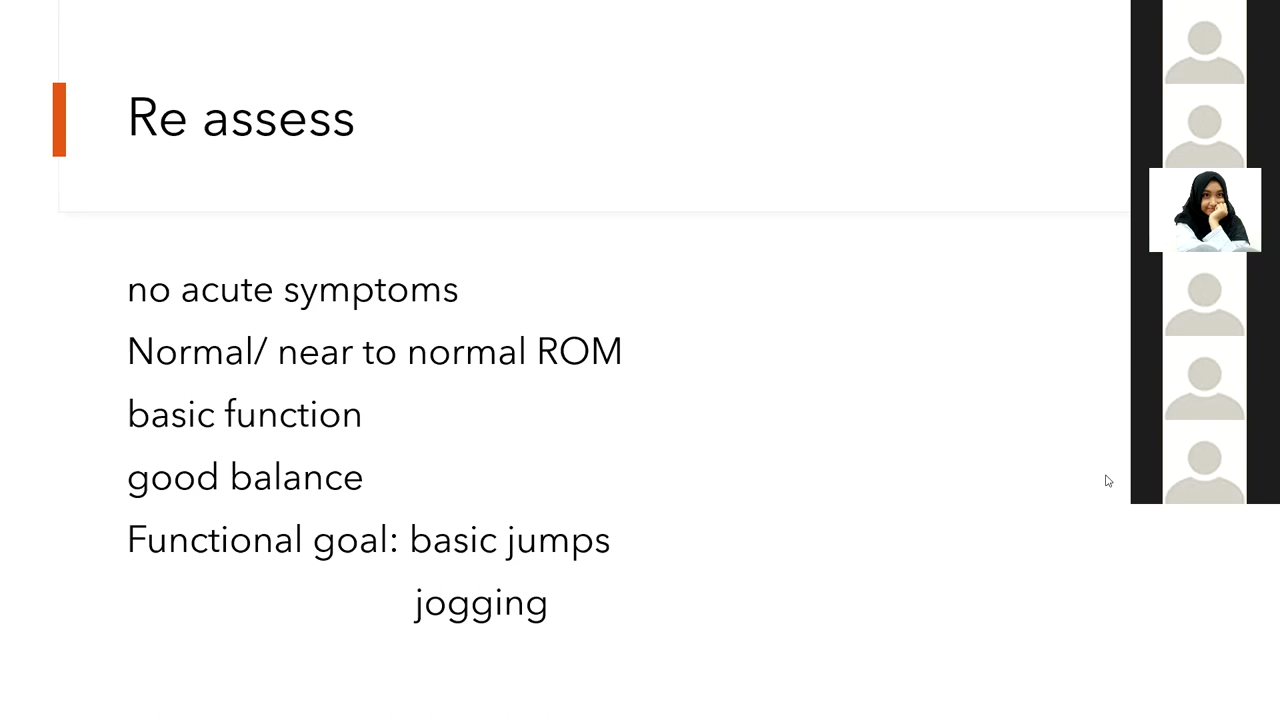 Re assess
no acute symptoms
Normal/ near to normal ROM
basic function
good balance
Functional goal: basic jumps
jogging